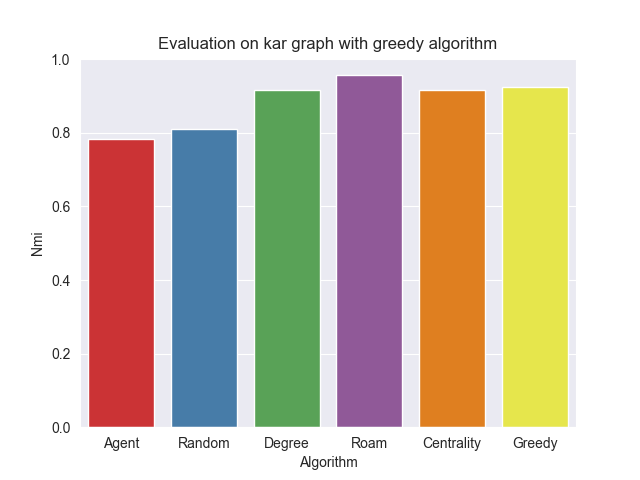 Evaluation on kar graph with greedy algorithm
1.0
0.8
0.6
0.4
0.2
0.0
Nmi
Agent Random Degree Roam Centrality Greedy
Algorithm